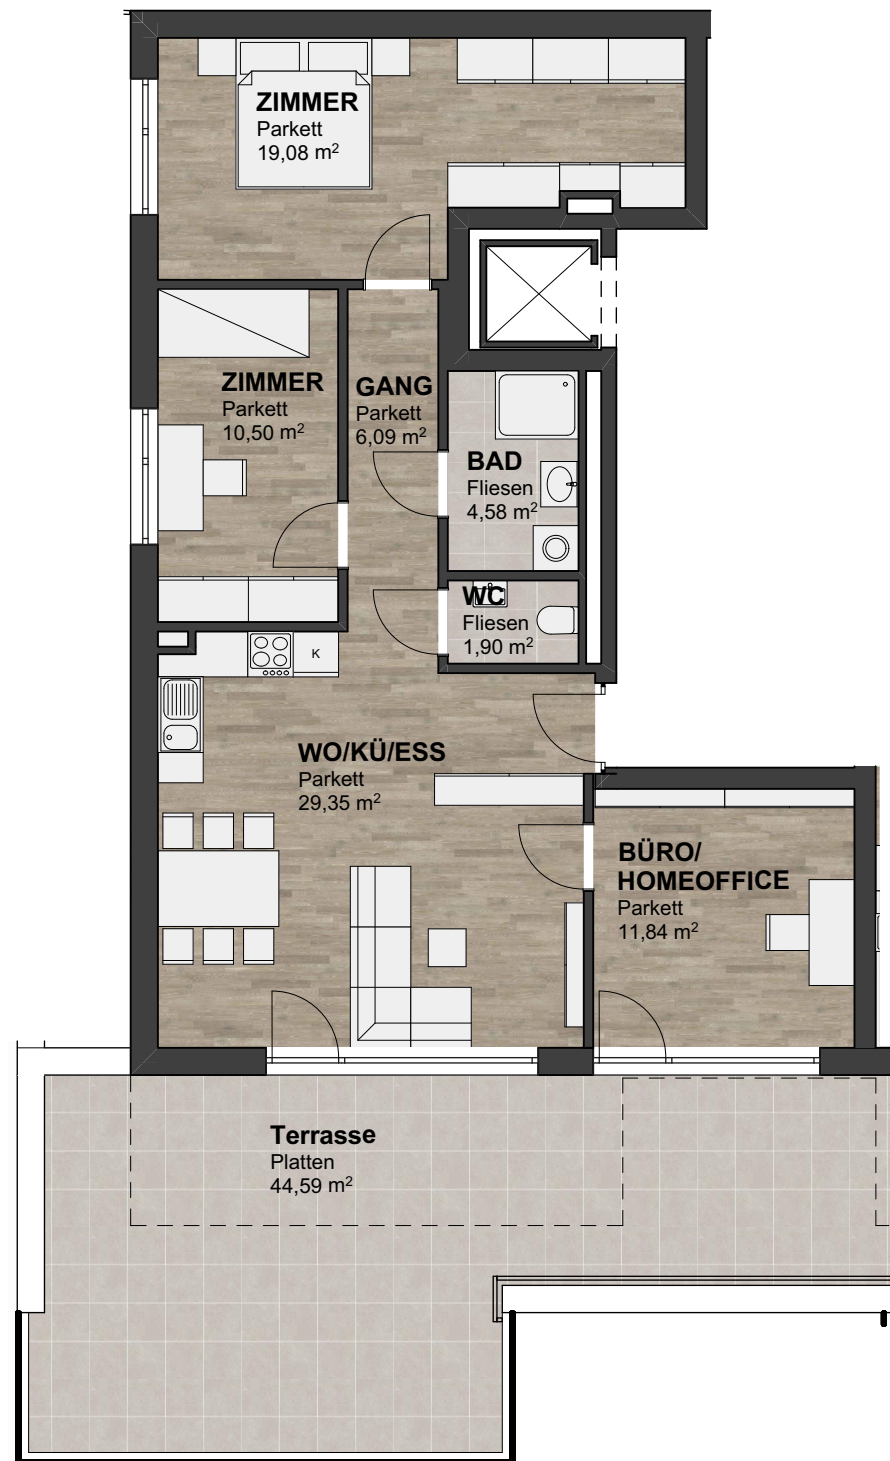 ZIMMER
Parkett
19,08 m²
ZIMMER
Parkett
10,50 m²
GANG
Parkett
6,09 m²
BAD
Fliesen
4,58 m²
WC
Fliesen
1,90 m²
K
WO/KÜ/ESS
Parkett
29,35 m²
BÜRO/
HOMEOFFICE
Parkett
11,84 m²
Terrasse
Platten
44,59 m²